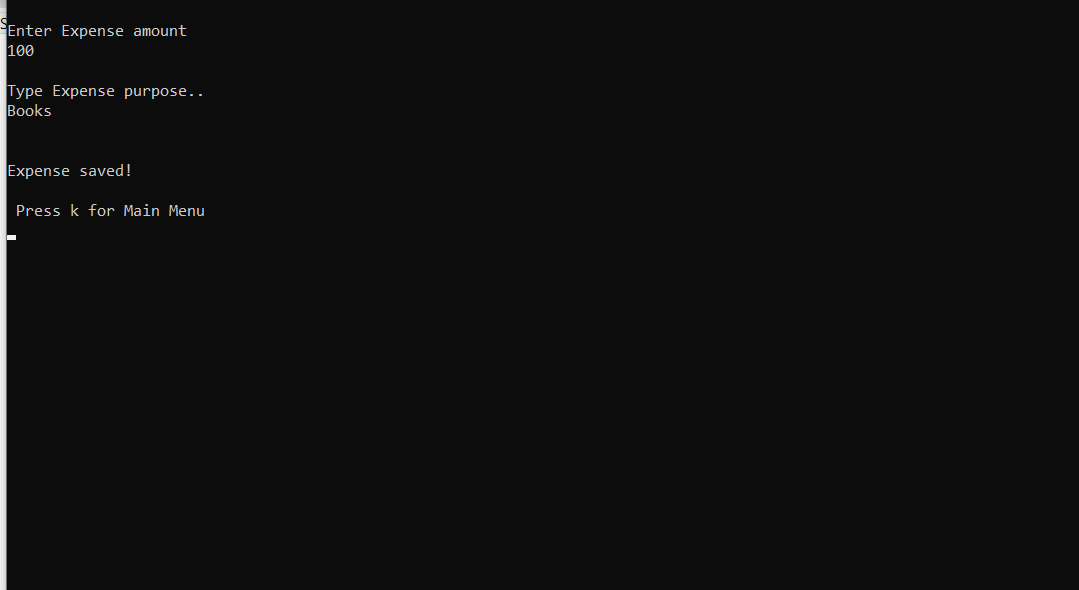 Enter Expense amount
100
Type Expense purpose..
Books
Expense saved!
Press k for Main Menu